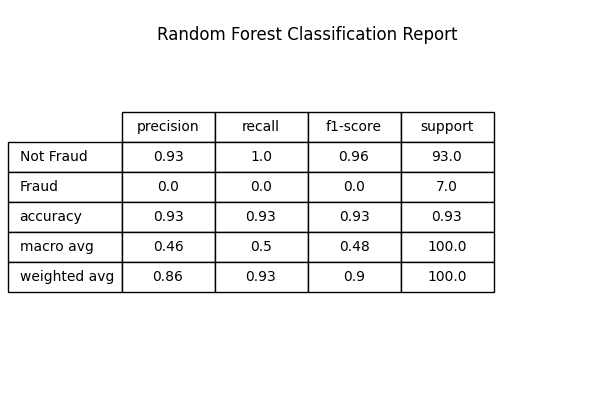 Random Forest Classification Report
precision recall f1-score support
Not Fraud 0.93 1.0 0.96 93.0
Fraud 0.0 0.0 0.0 7.0
accuracy 0.93 0.93 0.93 0.93
macro avg 0.46 0.5 0.48 100.0
weighted avg 0.86 0.93 0.9 100.0